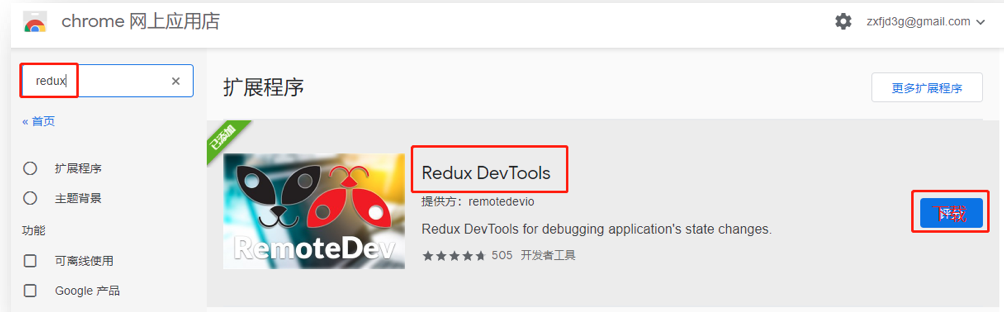 chrome 网上应用店
zxfjd3g@gmail.com
redux
« 首页
扩展程序
主题背景
功能
可离线使用
Google 产品
扩展程序
更多扩展程序
已添加
RemoteDev
Redux DevTools
提供方：remotedevio
Redux DevTools for debugging application's state changes.
505 开发者工具
下载